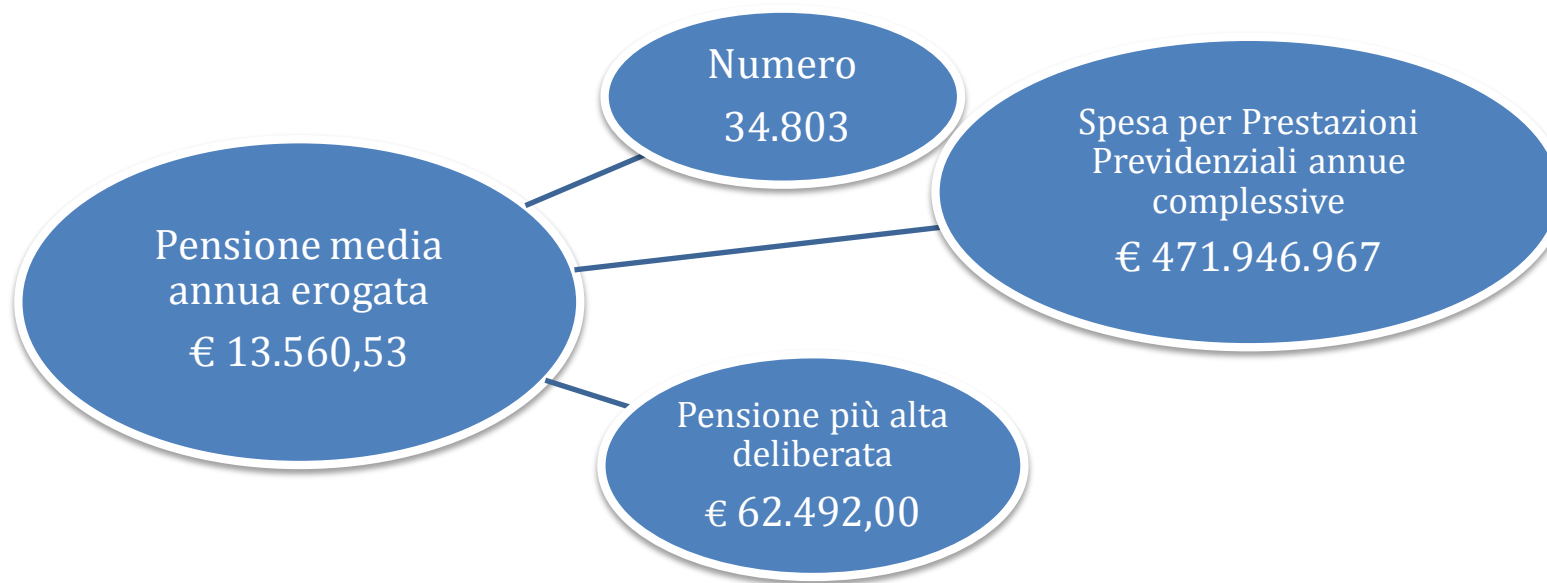 Numero
34.803
Spesa per Prestazioni
Previdenziali annue
complessive
€ 471.946.967
Pensione media
annua erogata
€ 13.560,53
Pensione più alta
deliberata
€ 62.492,00